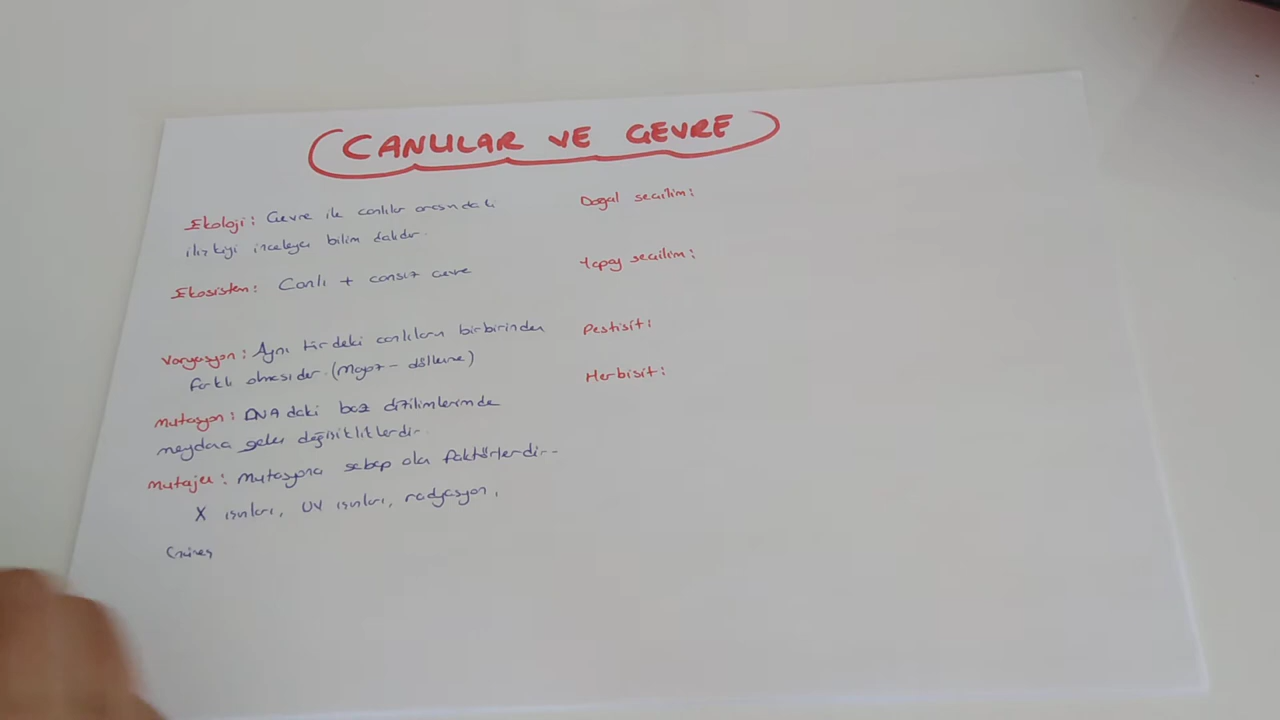 CANLILAR VE ÇEVRE
Ekoloji: Çevre ile canlılar arasındaki
ilişkiyi inceleyen bilim dalıdır.
Ekosistem: Canlı + cansız çevre
Varyasyon: Aynı türdeki canlıların birbirinden
farklı olmasıdır. (Mayoz - döllenme)
Mutasyon: DNA daki baz dizilimlerinde
meydana gelen değişikliklerdir.
Mutajen: Mutasyona sebep olan faktörlerdir.
X ışınları, UV ışınları, radyasyon,
Güneş
Doğal seçilim:
Yapay seçilim:
Pestisit:
Herbisit: